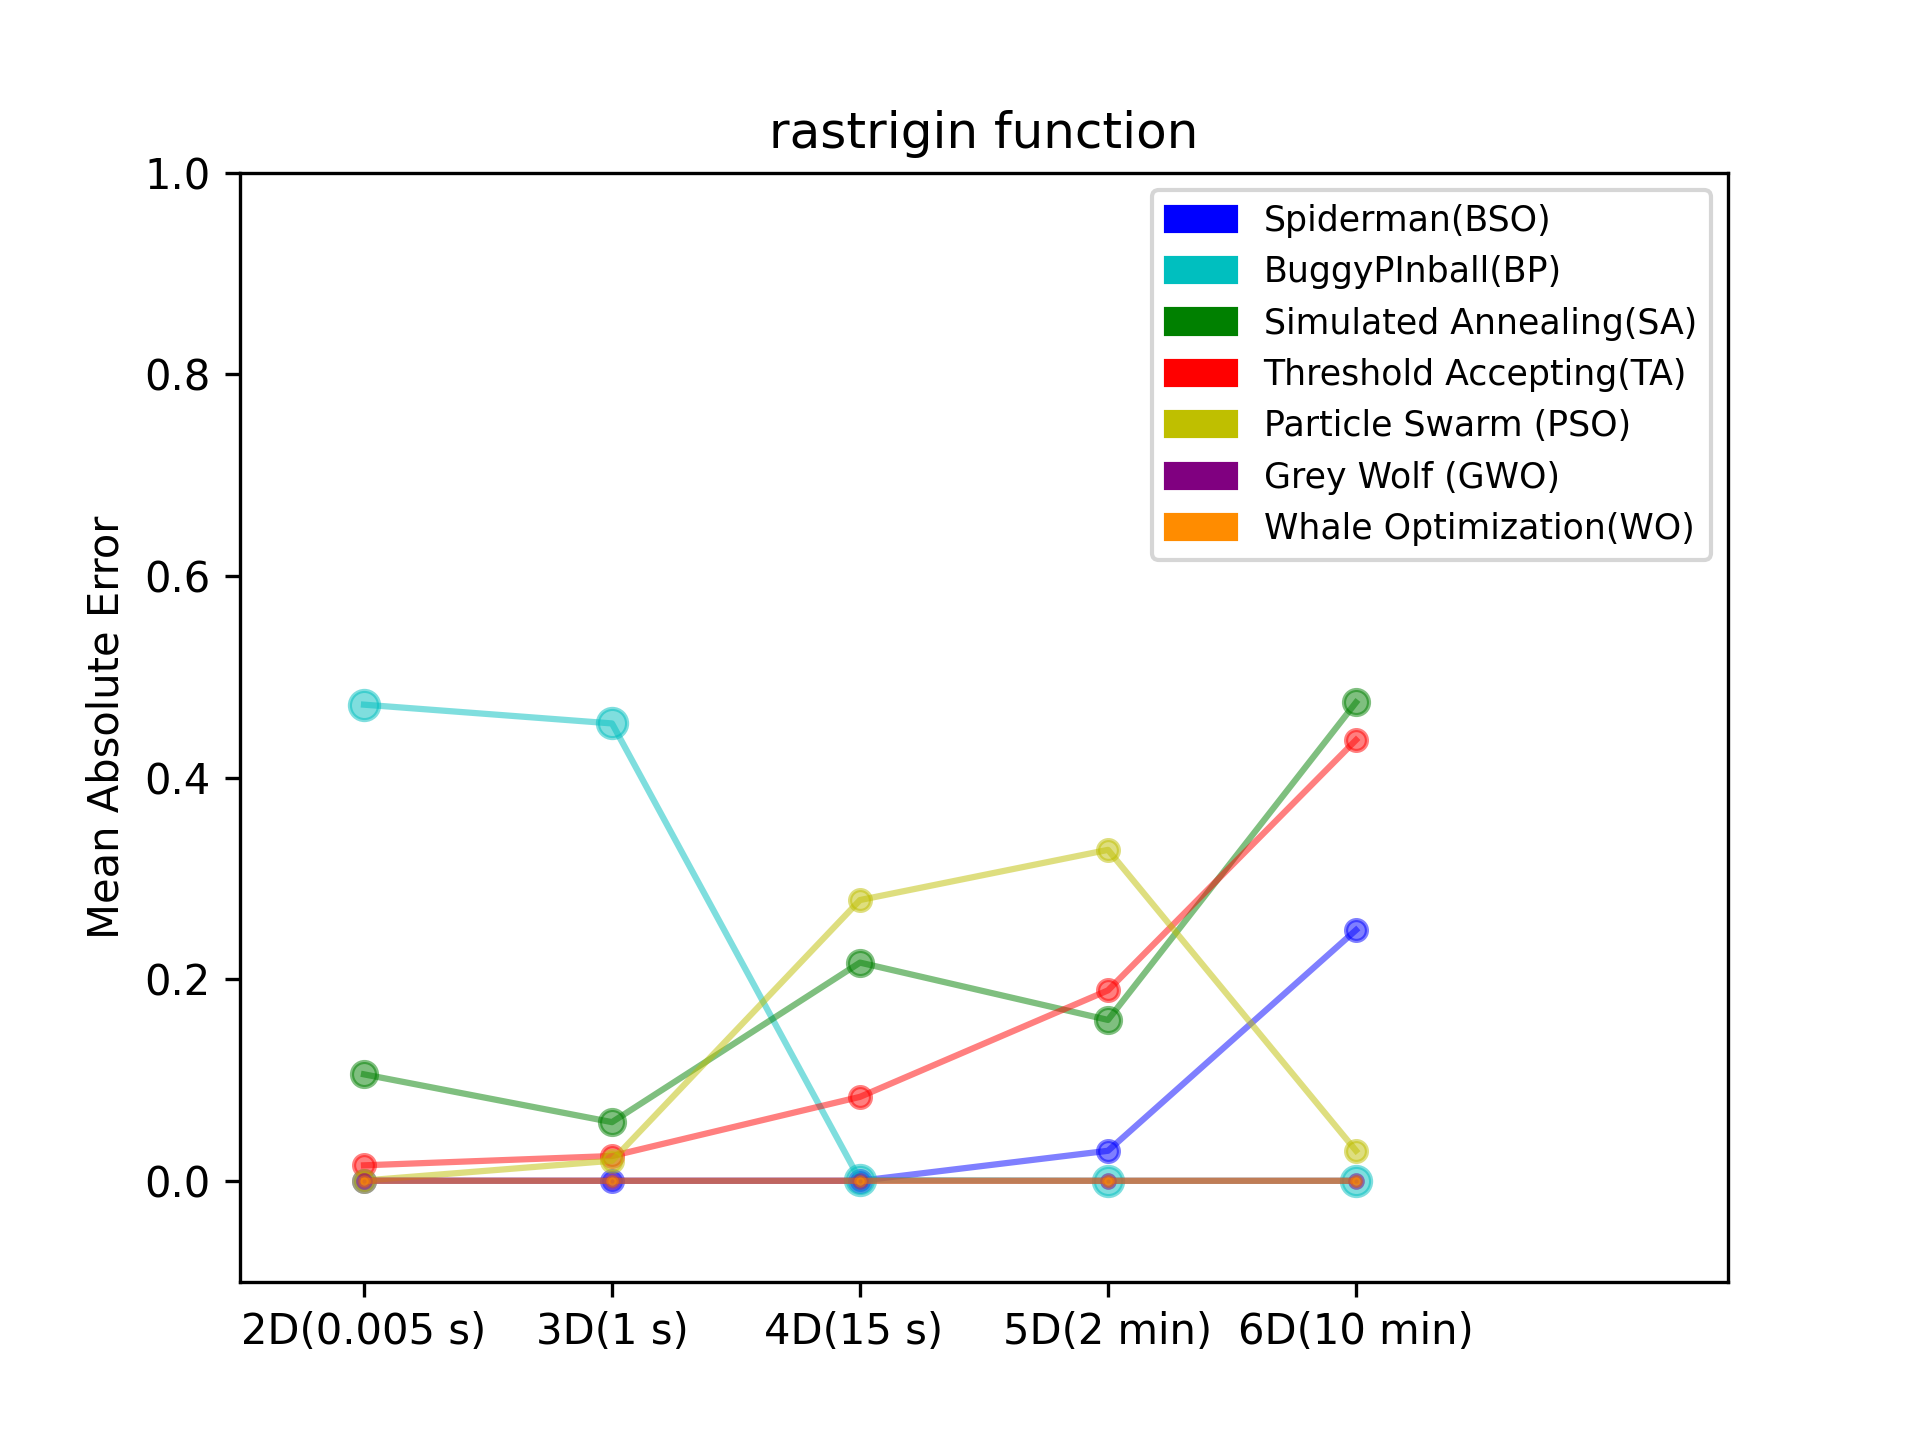 rastrigin function
1.0
0.8
0.6
0.4
0.2
0.0
Mean Absolute Error
Spiderman(BSO)
BuggyPInball(BP)
Simulated Annealing(SA)
Threshold Accepting(TA)
Particle Swarm (PSO)
Grey Wolf (GWO)
Whale Optimization(WO)
2D(0.005 s) 3D(1 s) 4D(15 s) 5D(2 min) 6D(10 min)